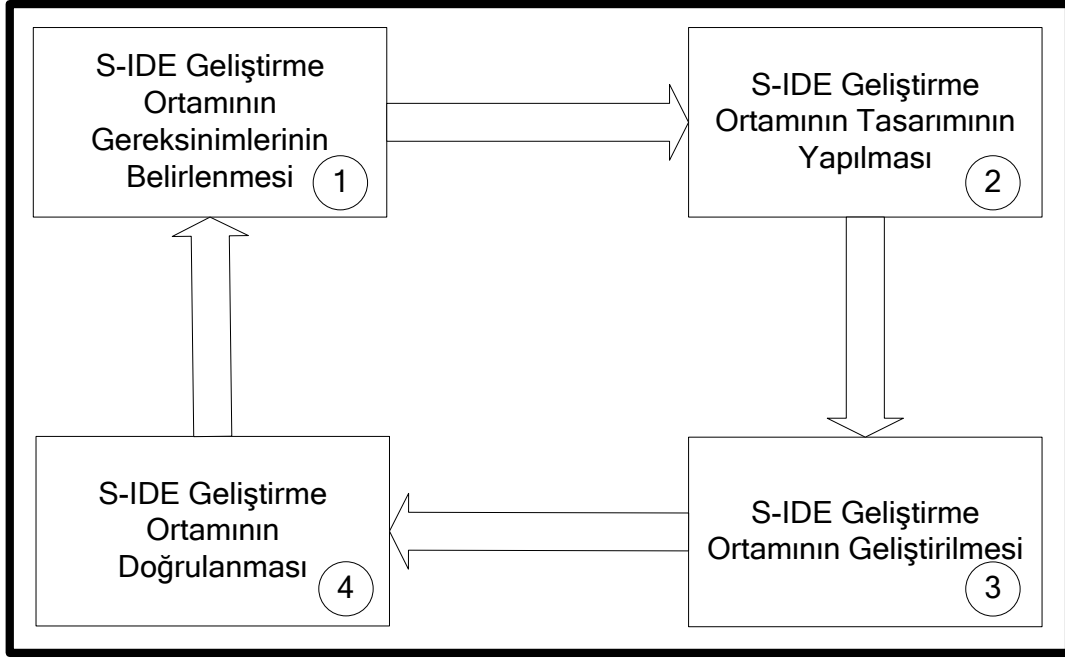 S-IDE Geliştirme
Ortamının
Gereksinimlerinin
Belirlenmesi
1
S-IDE Geliştirme
Ortamının Tasarımının
Yapılması
2
S-IDE Geliştirme
Ortamının Geliştirilmesi
3
S-IDE Geliştirme
Ortamının
Doğrulanması
4